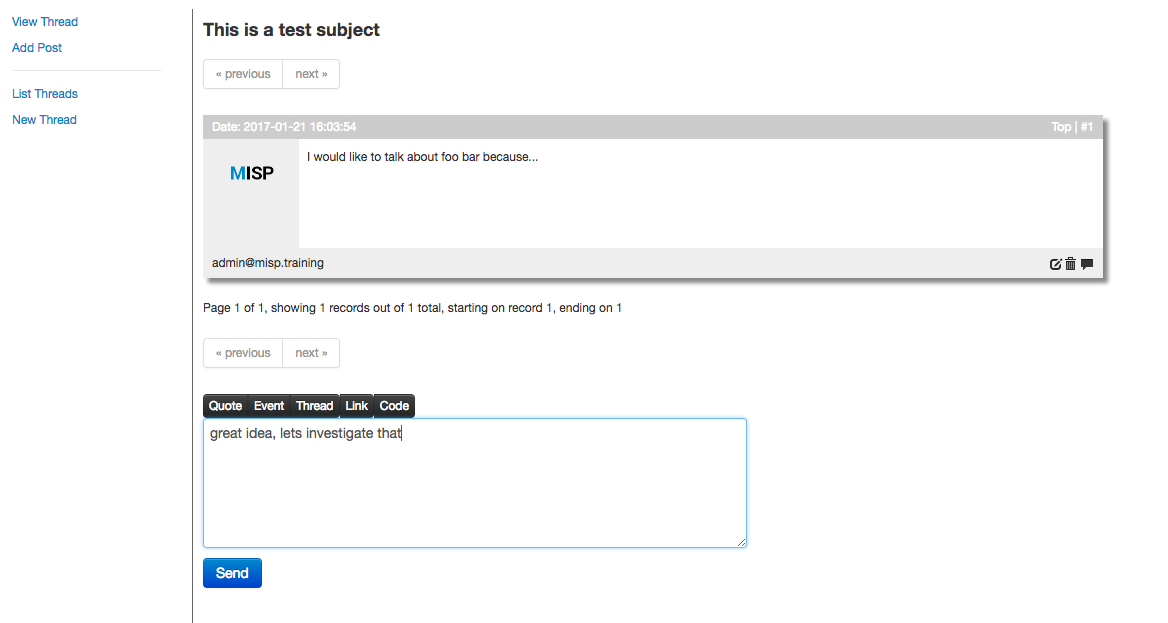 View Thread
Add Post
List Threads
New Thread
This is a test subject
« previous next »
Date: 2017-01-21 16:03:54 Top | #1
MISP
I would like to talk about foo bar because...
admin@misp.training
Page 1 of 1, showing 1 records out of 1 total, starting on record 1, ending on 1
« previous next »
Quote Event Thread Link Code
great idea, lets investigate that
Send